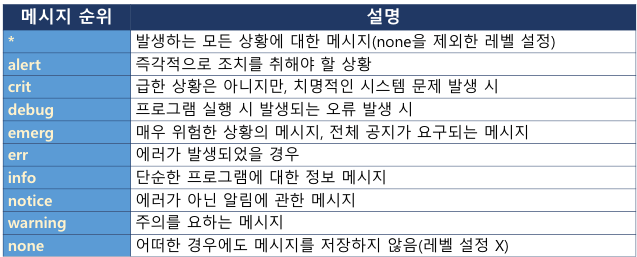 메시지 순위 설명
* 발생하는 모든 상황에 대한 메시지(none을 제외한 레벨 설정)
alert 즉각적으로 조치를 취해야 할 상황
crit 급한 상황은 아니지만, 치명적인 시스템 문제 발생 시
debug 프로그램 실행 시 발생되는 오류 발생 시
emerg 매우 위험한 상황의 메시지, 전체 공지가 요구되는 메시지
err 에러가 발생되었을 경우
info 단순한 프로그램에 대한 정보 메시지
notice 에러가 아닌 알림에 관한 메시지
warning 주의를 요하는 메시지
none 어떠한 경우에도 메시지를 저장하지 않음(레벨 설정 X)